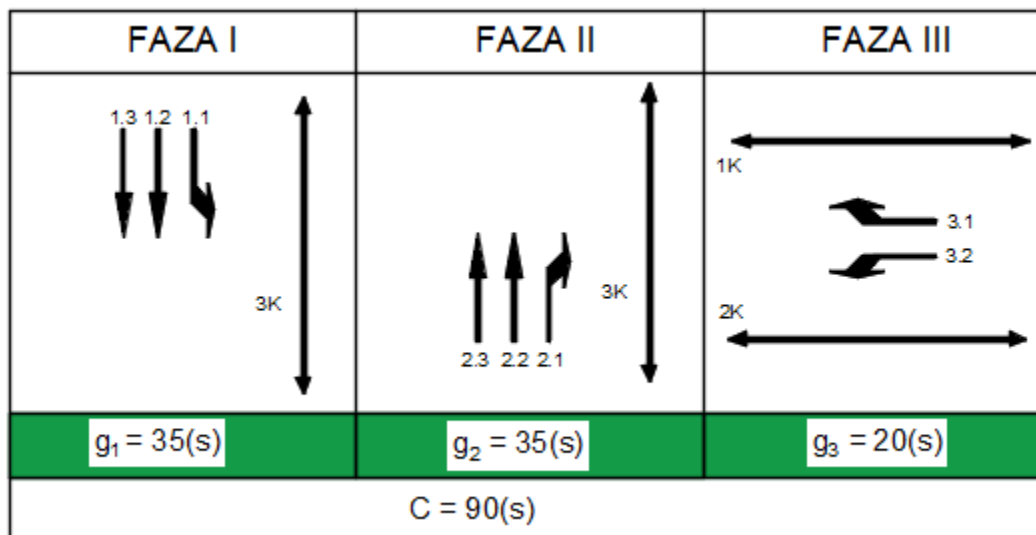 FAZA I
FAZA II
FAZA III
1.3 1.2 1.1
3K
3K
2.3 2.2 2.1
1K
3.1
3.2
2K
g1 = 35(s)
g2 = 35(s)
g3 = 20(s)
C = 90(s)